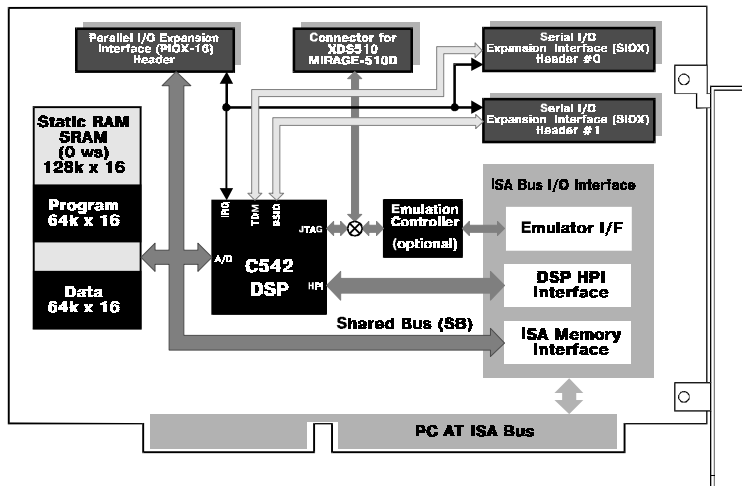 Parallel I/O Expansion
Interface (PIOX-16)
Header
Connector for
XDS510
MIRAGE-510D
Serial I/O
Expansion Interface (SIOX)
Header #0
Serial I/O
Expansion Interface (SIOX)
Header #1
Static RAM
SRAM
(0 ws)
128k x 16
Program
64k x 16
Data
64k x 16
IRQ
TDM
BSIO
JTAG
A/D
C542
DSP
HPI
Emulation
Controller
(optional)
ISA Bus I/O Interface
Emulator I/F
DSP HPI
Interface
ISA Memory
Interface
Shared Bus (SB)
PC AT ISA Bus